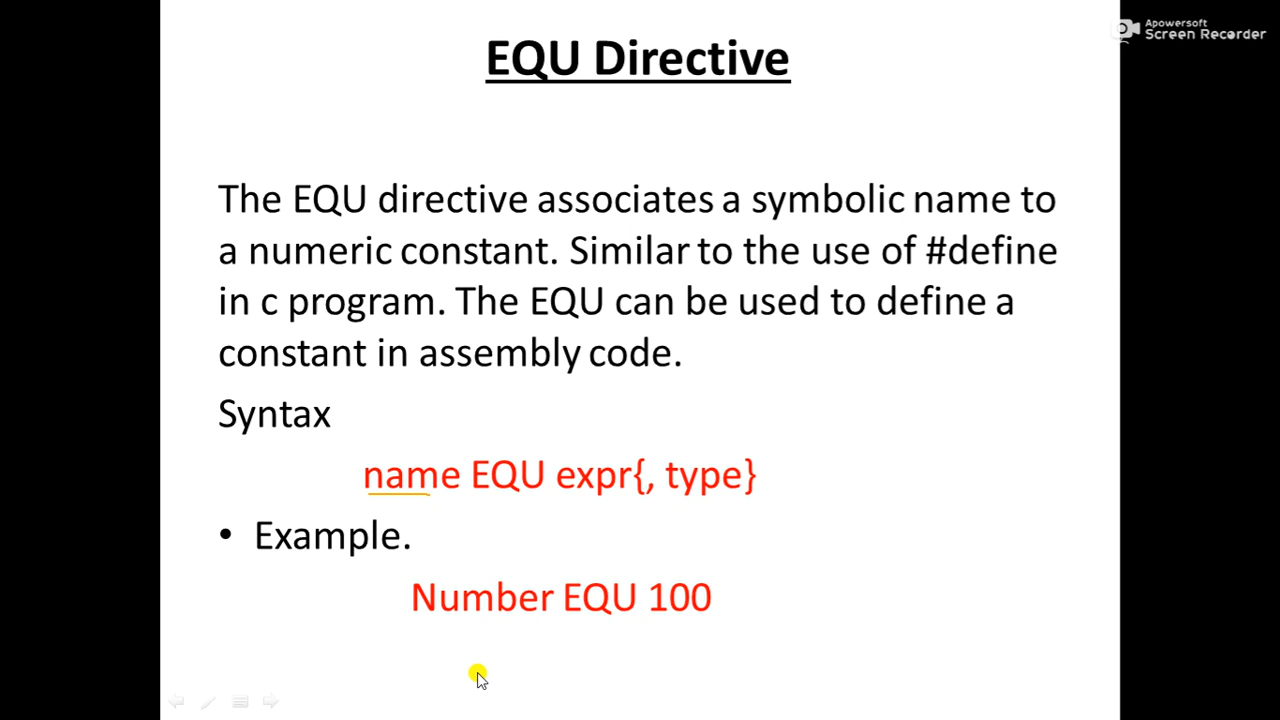 Apowersoft
Screen Recorder
EQU Directive
The EQU directive associates a symbolic name to
a numeric constant. Similar to the use of #define
in c program. The EQU can be used to define a
constant in assembly code.
Syntax
name EQU expr{, type}
• Example.
Number EQU 100